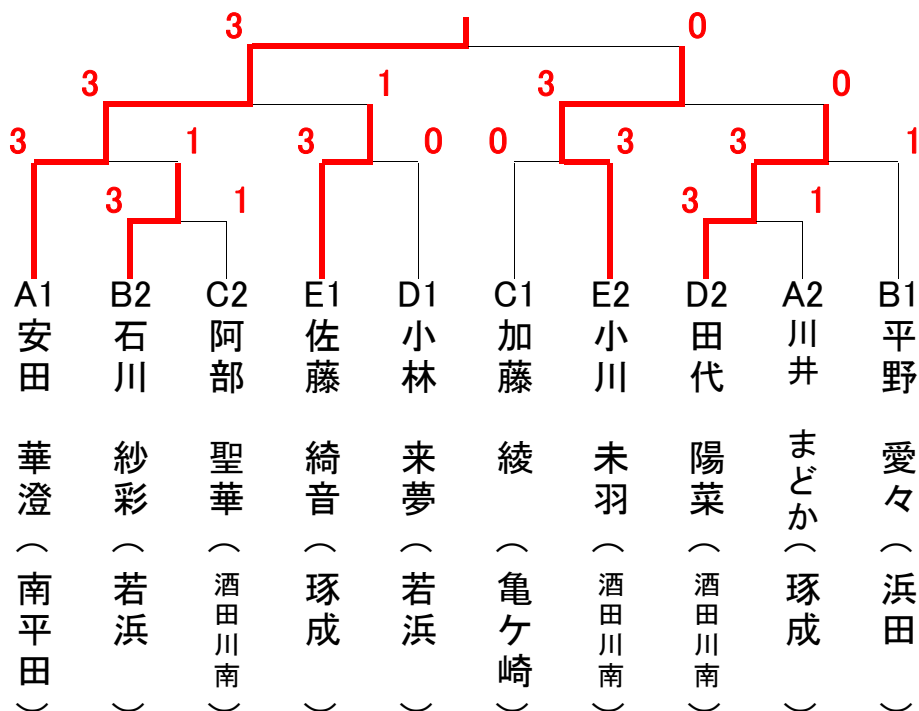 3 0
3 1 3 0
3 1 3 0 0 3 3 1
3 1 3 1
A1 B2 C2 E1 D1 C1 E2 D2 A2 B1
安田 華澄（南平田）
石川 紗彩（若浜）
阿部 聖華（酒田川南）
佐藤 綺音（琢成）
小林 来夢（若浜）
加藤 綾（亀ケ崎）
小川 未羽（酒田川南）
田代 陽菜（酒田川南）
川井 まどか（琢成）
平野 愛々（浜田）